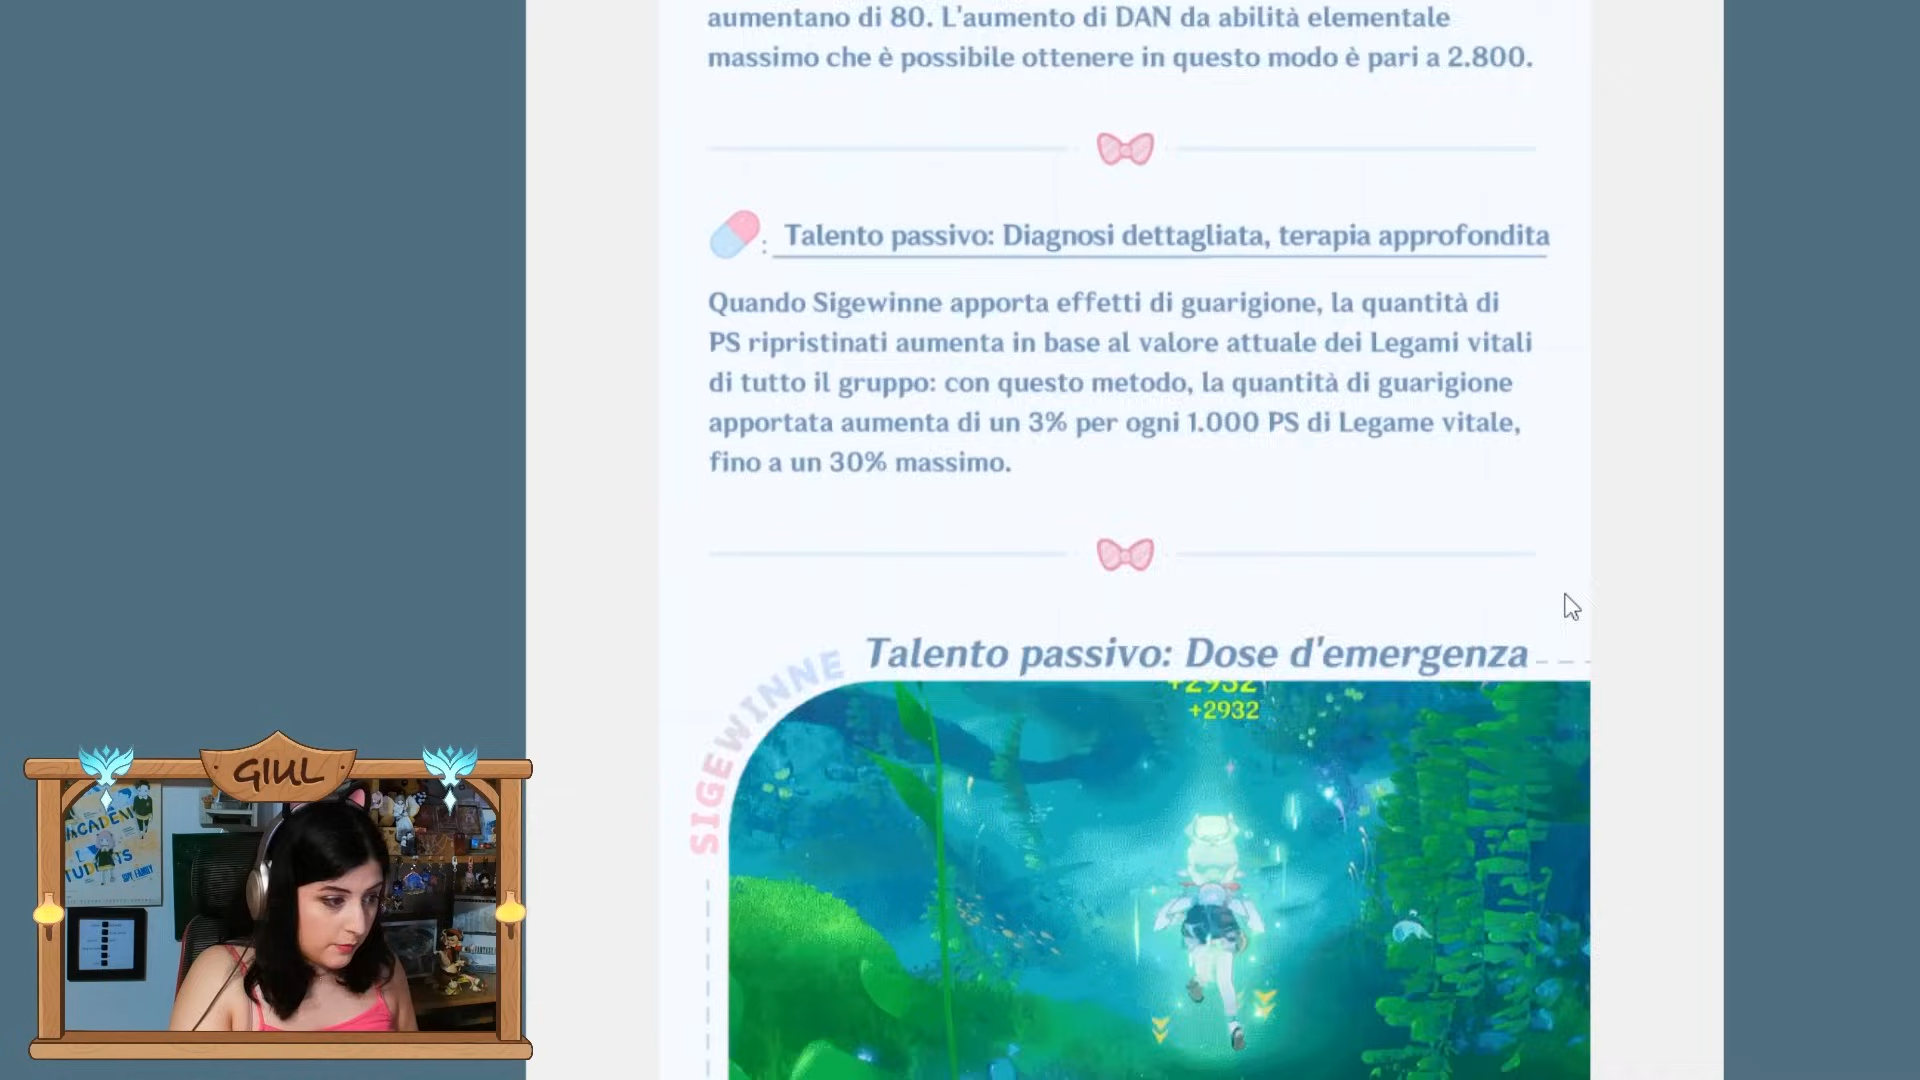 aumentano di 80. L'aumento di DAN da abilità elementale
massimo che è possibile ottenere in questo modo è pari a 2.800.
: Talento passivo: Diagnosi dettagliata, terapia approfondita
Quando Sigewinne apporta effetti di guarigione, la quantità di
PS ripristinati aumenta in base al valore attuale dei Legami vitali
di tutto il gruppo: con questo metodo, la quantità di guarigione
apportata aumenta di un 3% per ogni 1.000 PS di Legame vitale,
fino a un 30% massimo.
Talento passivo: Dose d'emergenza
SIGEWINNE
+2932
+2932
GIUL
ACADEM
SPY FAMILY